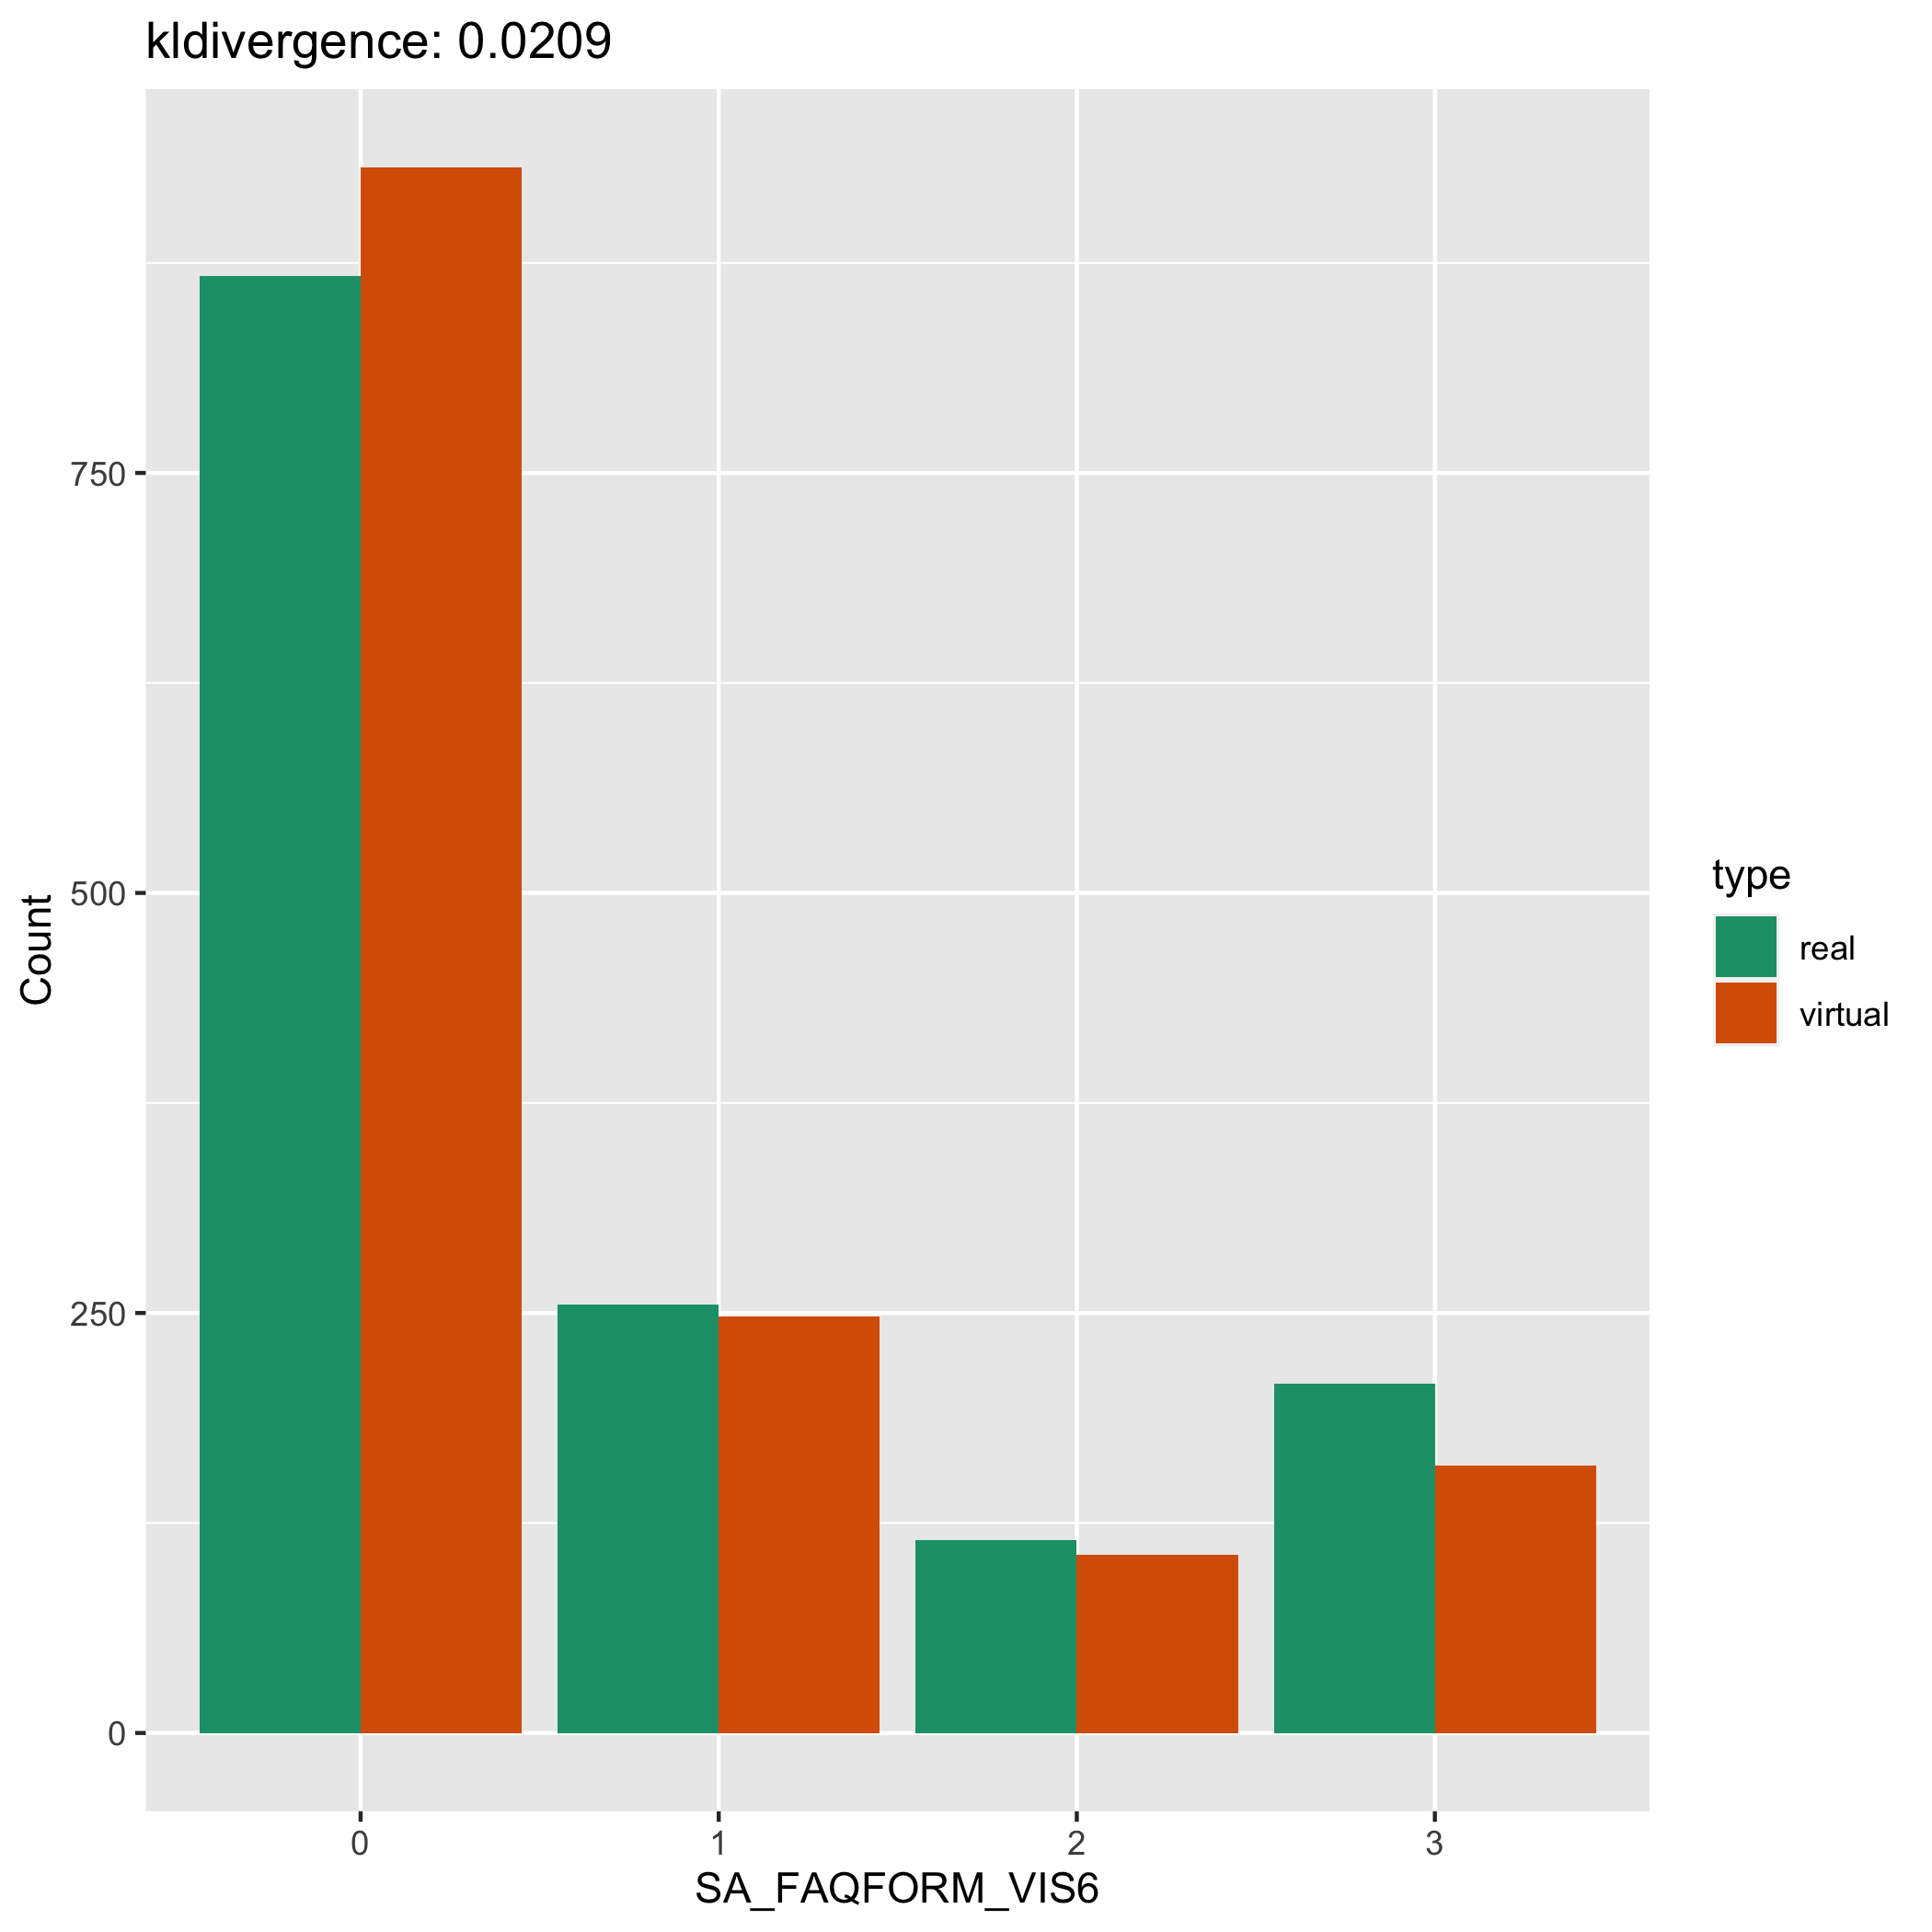 kldivergence: 0.0209
Count
750
500
250
0
0 1 2 3
SA_FAQFORM_VIS6
type
real
virtual